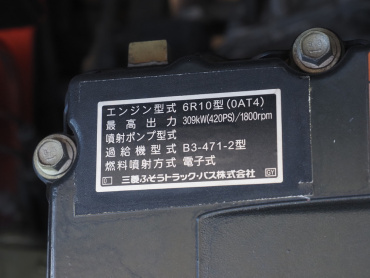 エンジン型式 6R10型(0AT4)
最高出力 309kW(420PS)/1800rpm
噴射ポンプ型式
過給機型式 B3-471-2型
燃料噴射方式 電子式
三菱ふそうトラック・バス株式会社